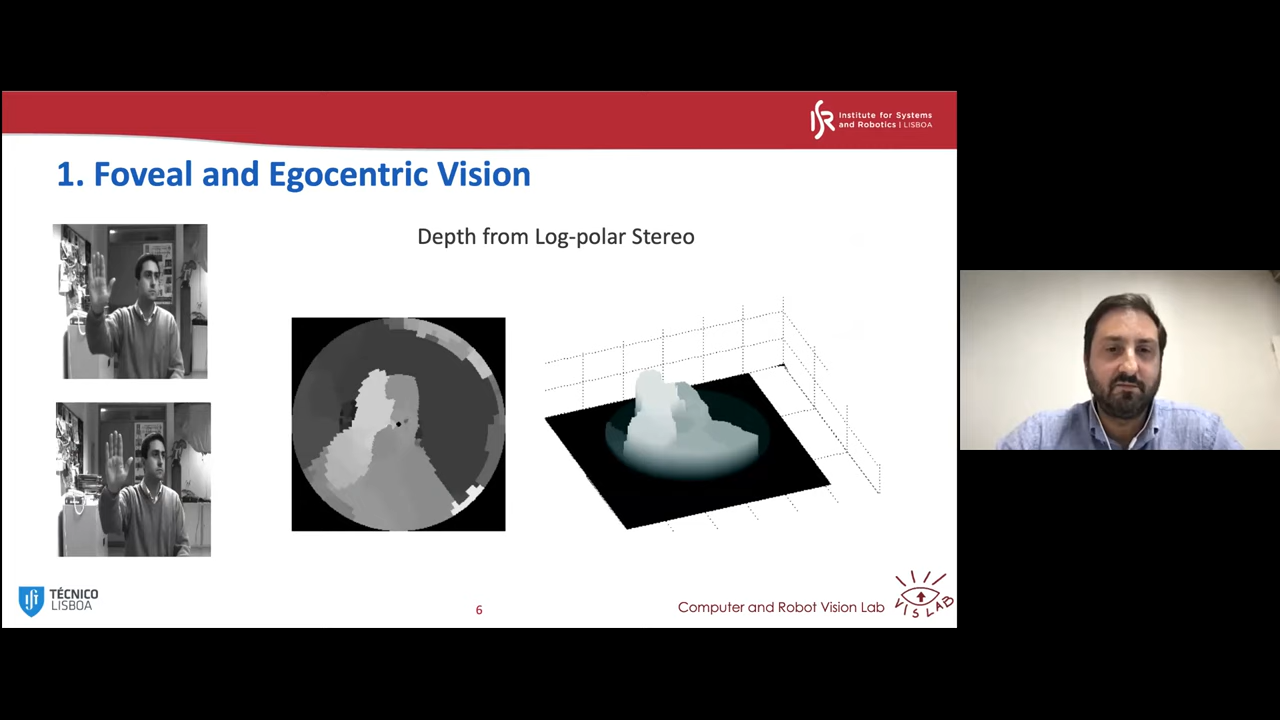 Institute for Systems
and Robotics | LISBOA
1. Foveal and Egocentric Vision
Depth from Log-polar Stereo
TÉCNICO
LISBOA
6
Computer and Robot Vision Lab
VISLAB